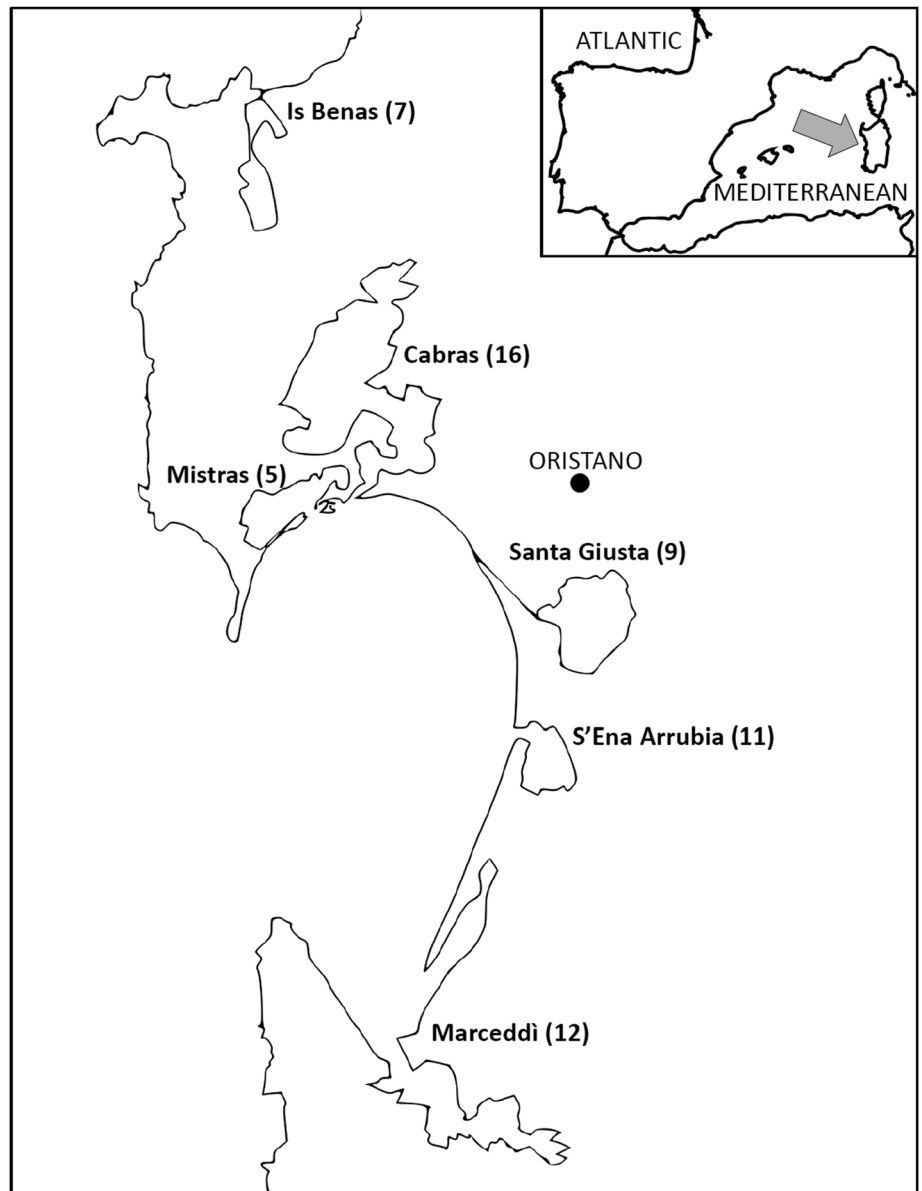 ATLANTIC
Is Benas (7)
MEDITERRANEAN
Cabras (16)
ORISTANO
Mistras (5)
Santa Giusta (9)
S’Ena Arrubia (11)
Marceddì (12)